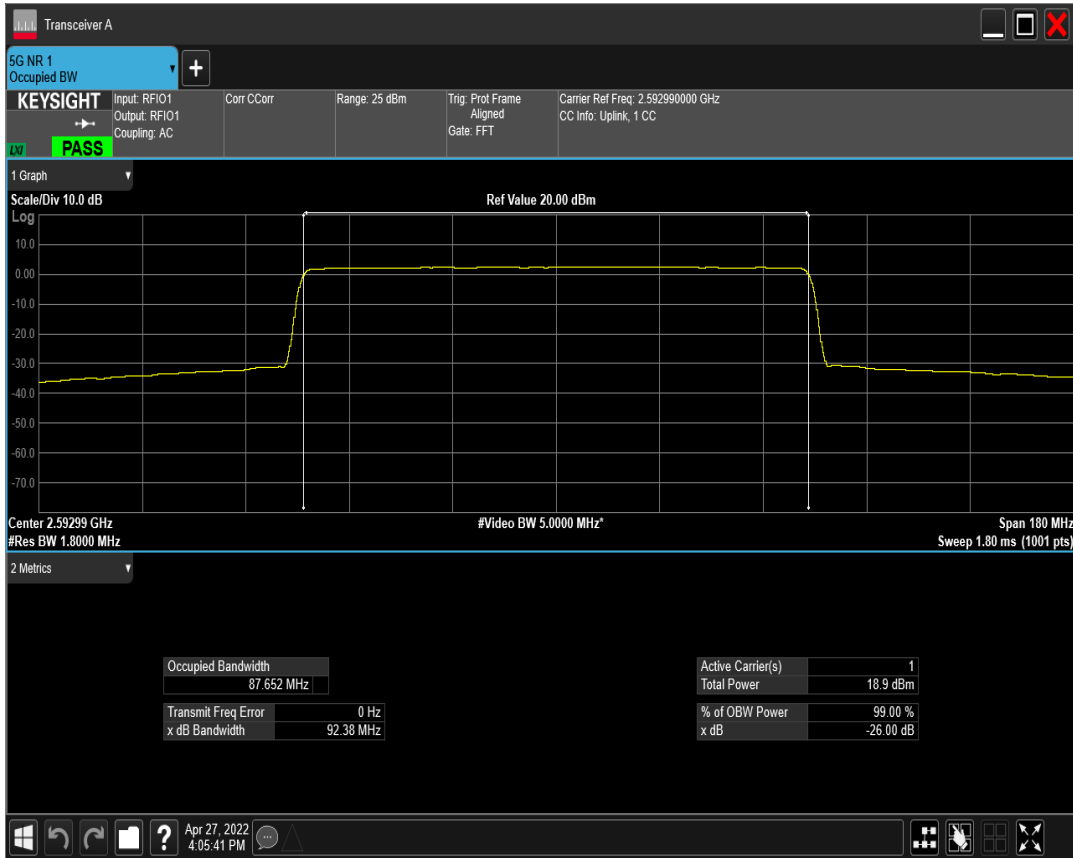 Transceiver A
5G NR 1
Occupied BW
KEYSIGHT
LXI
PASS
Input: RFIO1
Output: RFIO1
Coupling: AC
Corr CCorr
Range: 25 dBm
Trig: Prot Frame
Aligned
Gate: FFT
Carrier Ref Freq: 2.592990000 GHz
CC Info: Uplink, 1 CC
1 Graph
Scale/Div 10.0 dB
Ref Value 20.00 dBm
Log
10.0
0.00
-10.0
-20.0
-30.0
-40.0
-50.0
-60.0
-70.0
Center 2.59299 GHz
#Video BW 5.0000 MHz*
Span 180 MHz
#Res BW 1.8000 MHz
Sweep 1.80 ms (1001 pts)
2 Metrics
Occupied Bandwidth
87.652 MHz
Transmit Freq Error 0 Hz
x dB Bandwidth 92.38 MHz
Active Carrier(s) 1
Total Power 18.9 dBm
% of OBW Power 99.00 %
x dB -26.00 dB
?
Apr 27, 2022
4:05:41 PM